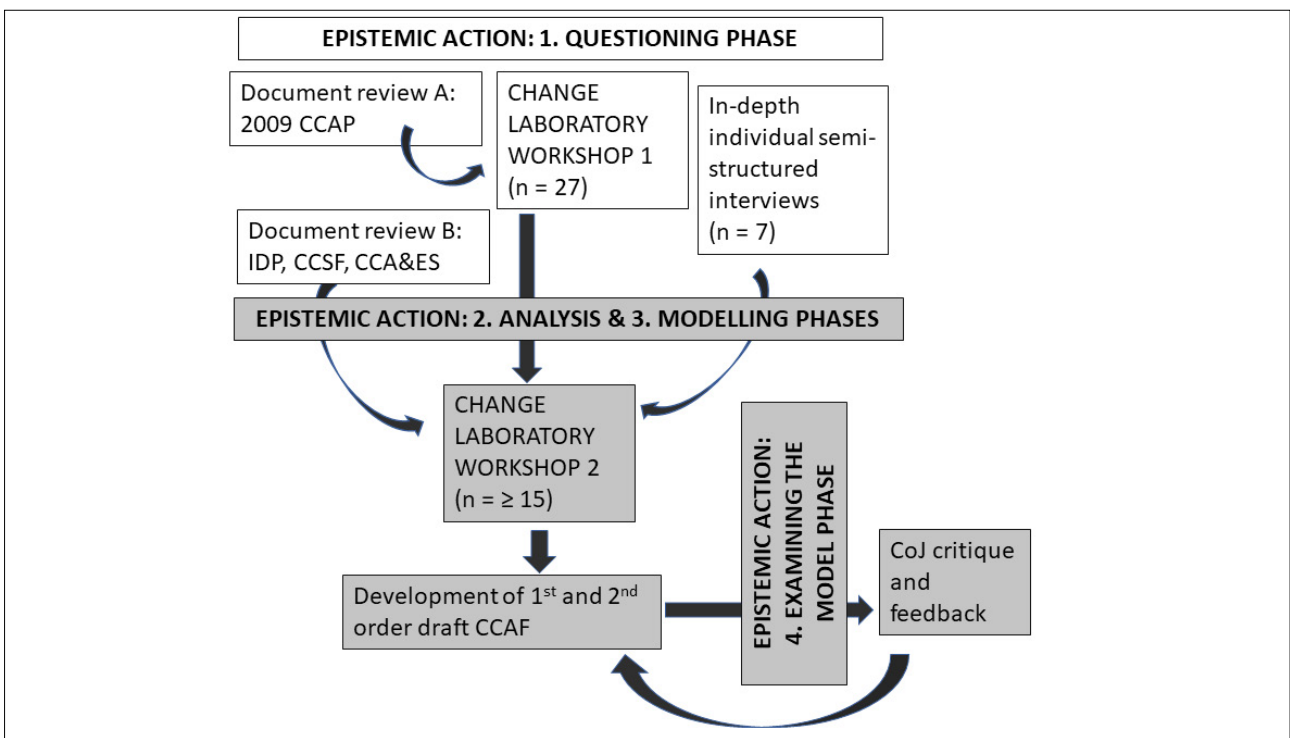 EPISTEMIC ACTION: 1. QUESTIONING PHASE
Document review A:
2009 CCAP
CHANGE
LABORATORY
WORKSHOP 1
(n = 27)
In-depth
individual semi-
structured
interviews
(n = 7)
Document review B:
IDP, CCSF, CCA&ES
EPISTEMIC ACTION: 2. ANALYSIS & 3. MODELLING PHASES
CHANGE
LABORATORY
WORKSHOP 2
(n = ≥ 15)
Development of 1st and 2nd
order draft CCAF
EPISTEMIC ACTION:
4. EXAMINING THE
MODEL PHASE
CoJ critique
and
feedback